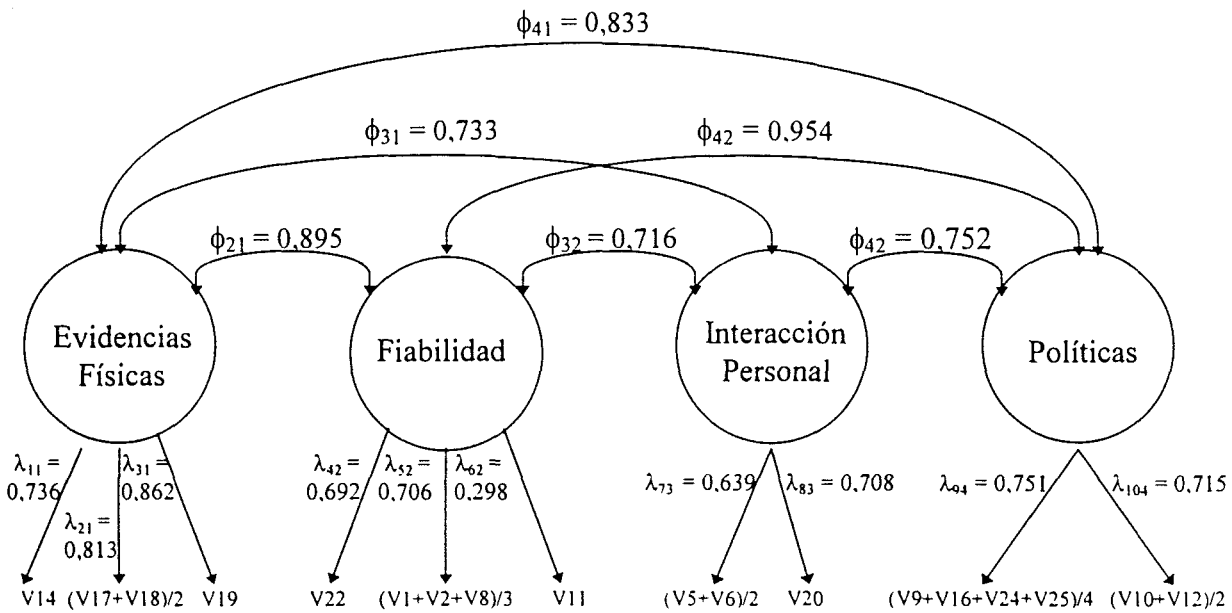 ϕ41 = 0,833
ϕ31 = 0,733
ϕ42 = 0,954
ϕ21 = 0,895
ϕ32 = 0,716
ϕ42 = 0,752
Evidencias
Físicas
Fiabilidad
Interacción
Personal
Políticas
λ11 =
0,736
λ21 =
0,813
λ31 =
0,862
λ42 =
0,692
λ52 =
0,706
λ62 =
0,298
λ73 = 0,639
λ83 = 0,708
λ94 = 0,751
λ104 = 0,715
V14
(V17+V18)/2
V19
V22
(V1+V2+V8)/3
V11
(V5+V6)/2
V20
(V9+V16+V24+V25)/4
(V10+V12)/2